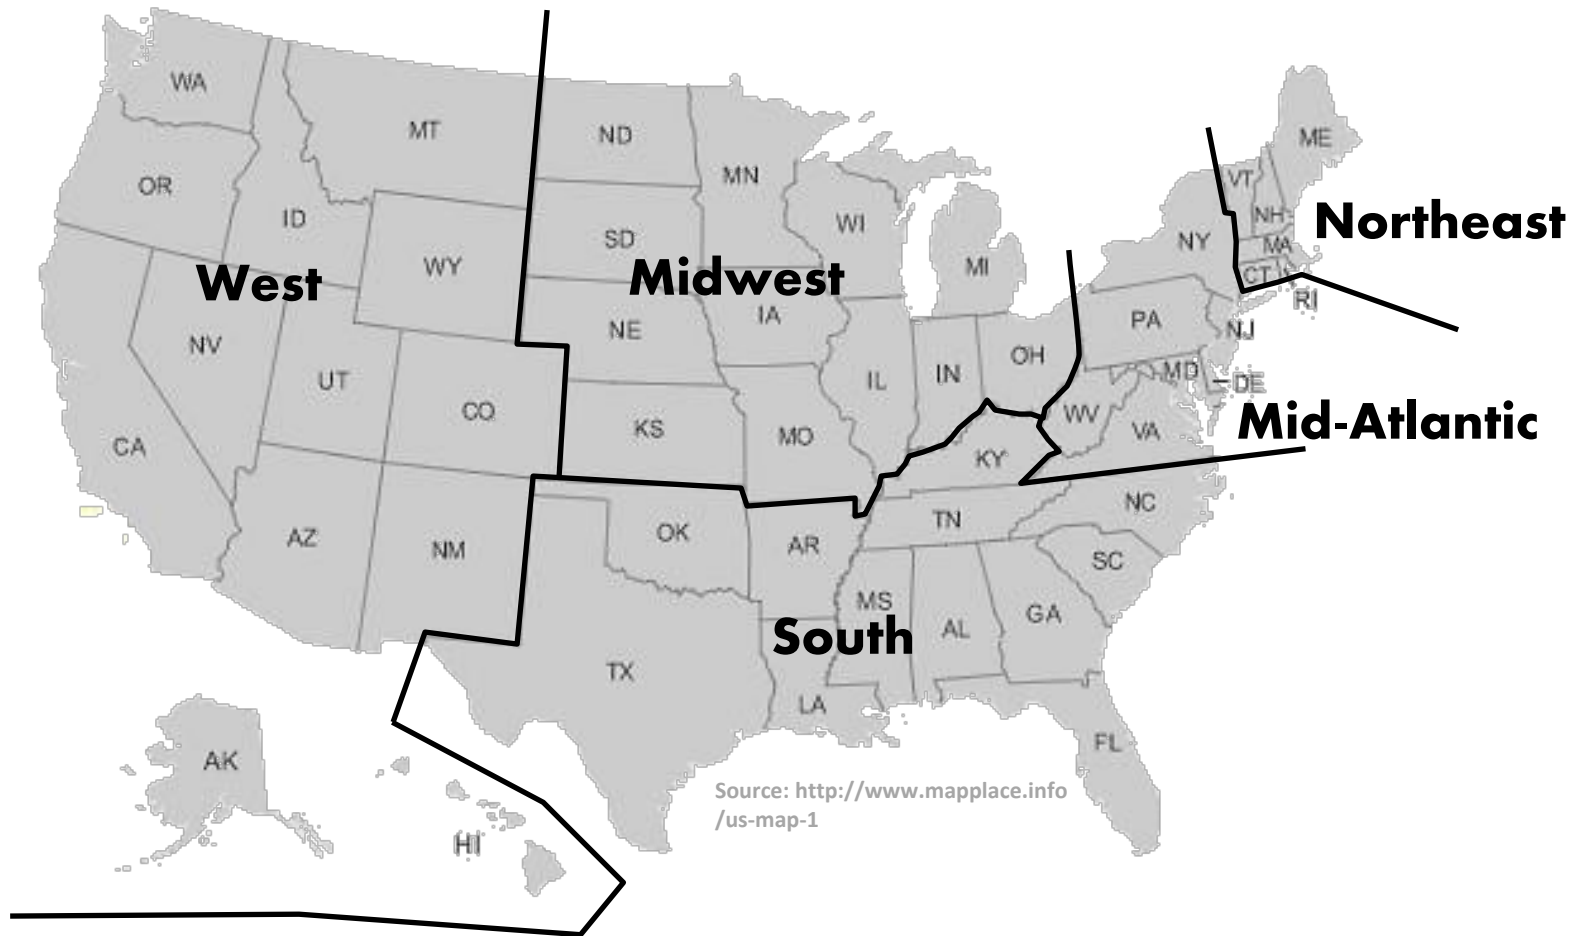 WA
MT
ND
ME
OR
MN
VT
ID
WI
NH
Northeast
SD
NY
MA
WY
MI
CT
West
Midwest
RI
IA
PA
NE
NJ
NV
OH
UT
IL
IN
MD
DE
CO
WV
Mid-Atlantic
KS
MO
VA
CA
KY
NC
TN
AZ
OK
AR
NM
SC
MS
GA
AL
South
TX
LA
FL
AK
Source: http://www.mapplace.info
/us-map-1
HI